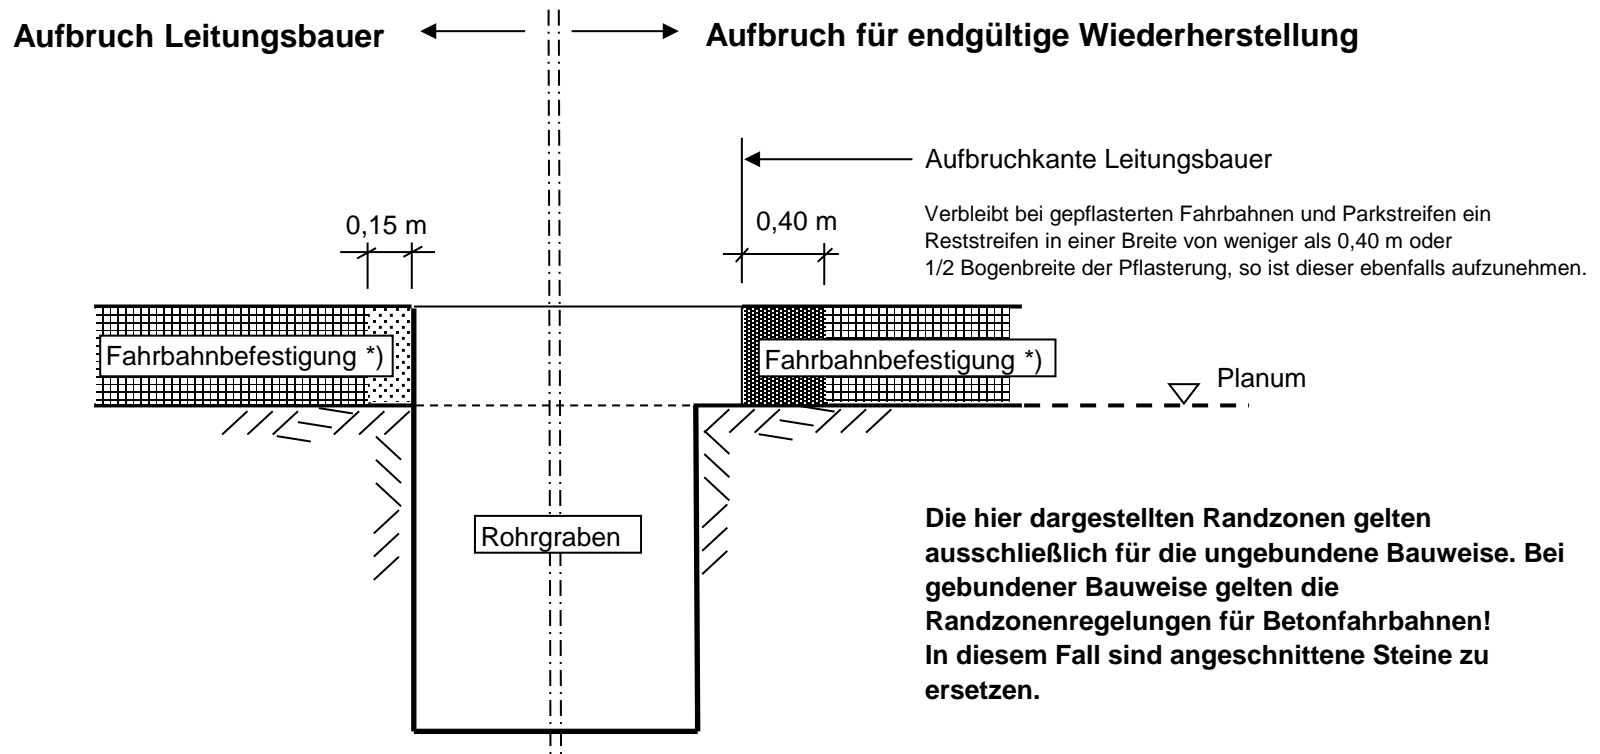 Aufbruch Leitungsbauer
Aufbruch für endgültige Wiederherstellung
Aufbruchkante Leitungsbauer
0,15 m
0,40 m
Verbleibt bei gepflasterten Fahrbahnen und Parkstreifen ein
Reststreifen in einer Breite von weniger als 0,40 m oder
1/2 Bogenbreite der Pflasterung, so ist dieser ebenfalls aufzunehmen.
Fahrbahnbefestigung *)
Fahrbahnbefestigung *)
Planum
Rohrgraben
Die hier dargestellten Randzonen gelten
ausschließlich für die ungebundene Bauweise. Bei
gebundener Bauweise gelten die
Randzonenregelungen für Betonfahrbahnen!
In diesem Fall sind angeschnittene Steine zu
ersetzen.